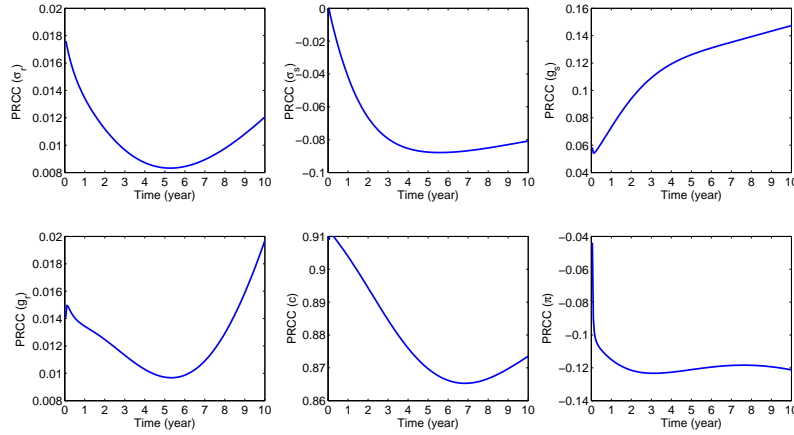 0.02
0.018
0.016
0.014
0.012
0.01
0.008
PRCC (σr)
0 1 2 3 4 5 6 7 8 9 10
Time (year)
0
−0.02
−0.04
−0.06
−0.08
−0.1
PRCC (σs)
0 1 2 3 4 5 6 7 8 9 10
Time (year)
0.16
0.14
0.12
0.1
0.08
0.06
0.04
PRCC (gs)
0 1 2 3 4 5 6 7 8 9 10
Time (year)
0.02
0.018
0.016
0.014
0.012
0.01
0.008
PRCC (gr)
0 1 2 3 4 5 6 7 8 9 10
Time (year)
0.91
0.9
0.89
0.88
0.87
0.86
PRCC (c)
0 1 2 3 4 5 6 7 8 9 10
Time (year)
−0.04
−0.06
−0.08
−0.1
−0.12
−0.14
PRCC (π)
0 1 2 3 4 5 6 7 8 9 10
Time (year)